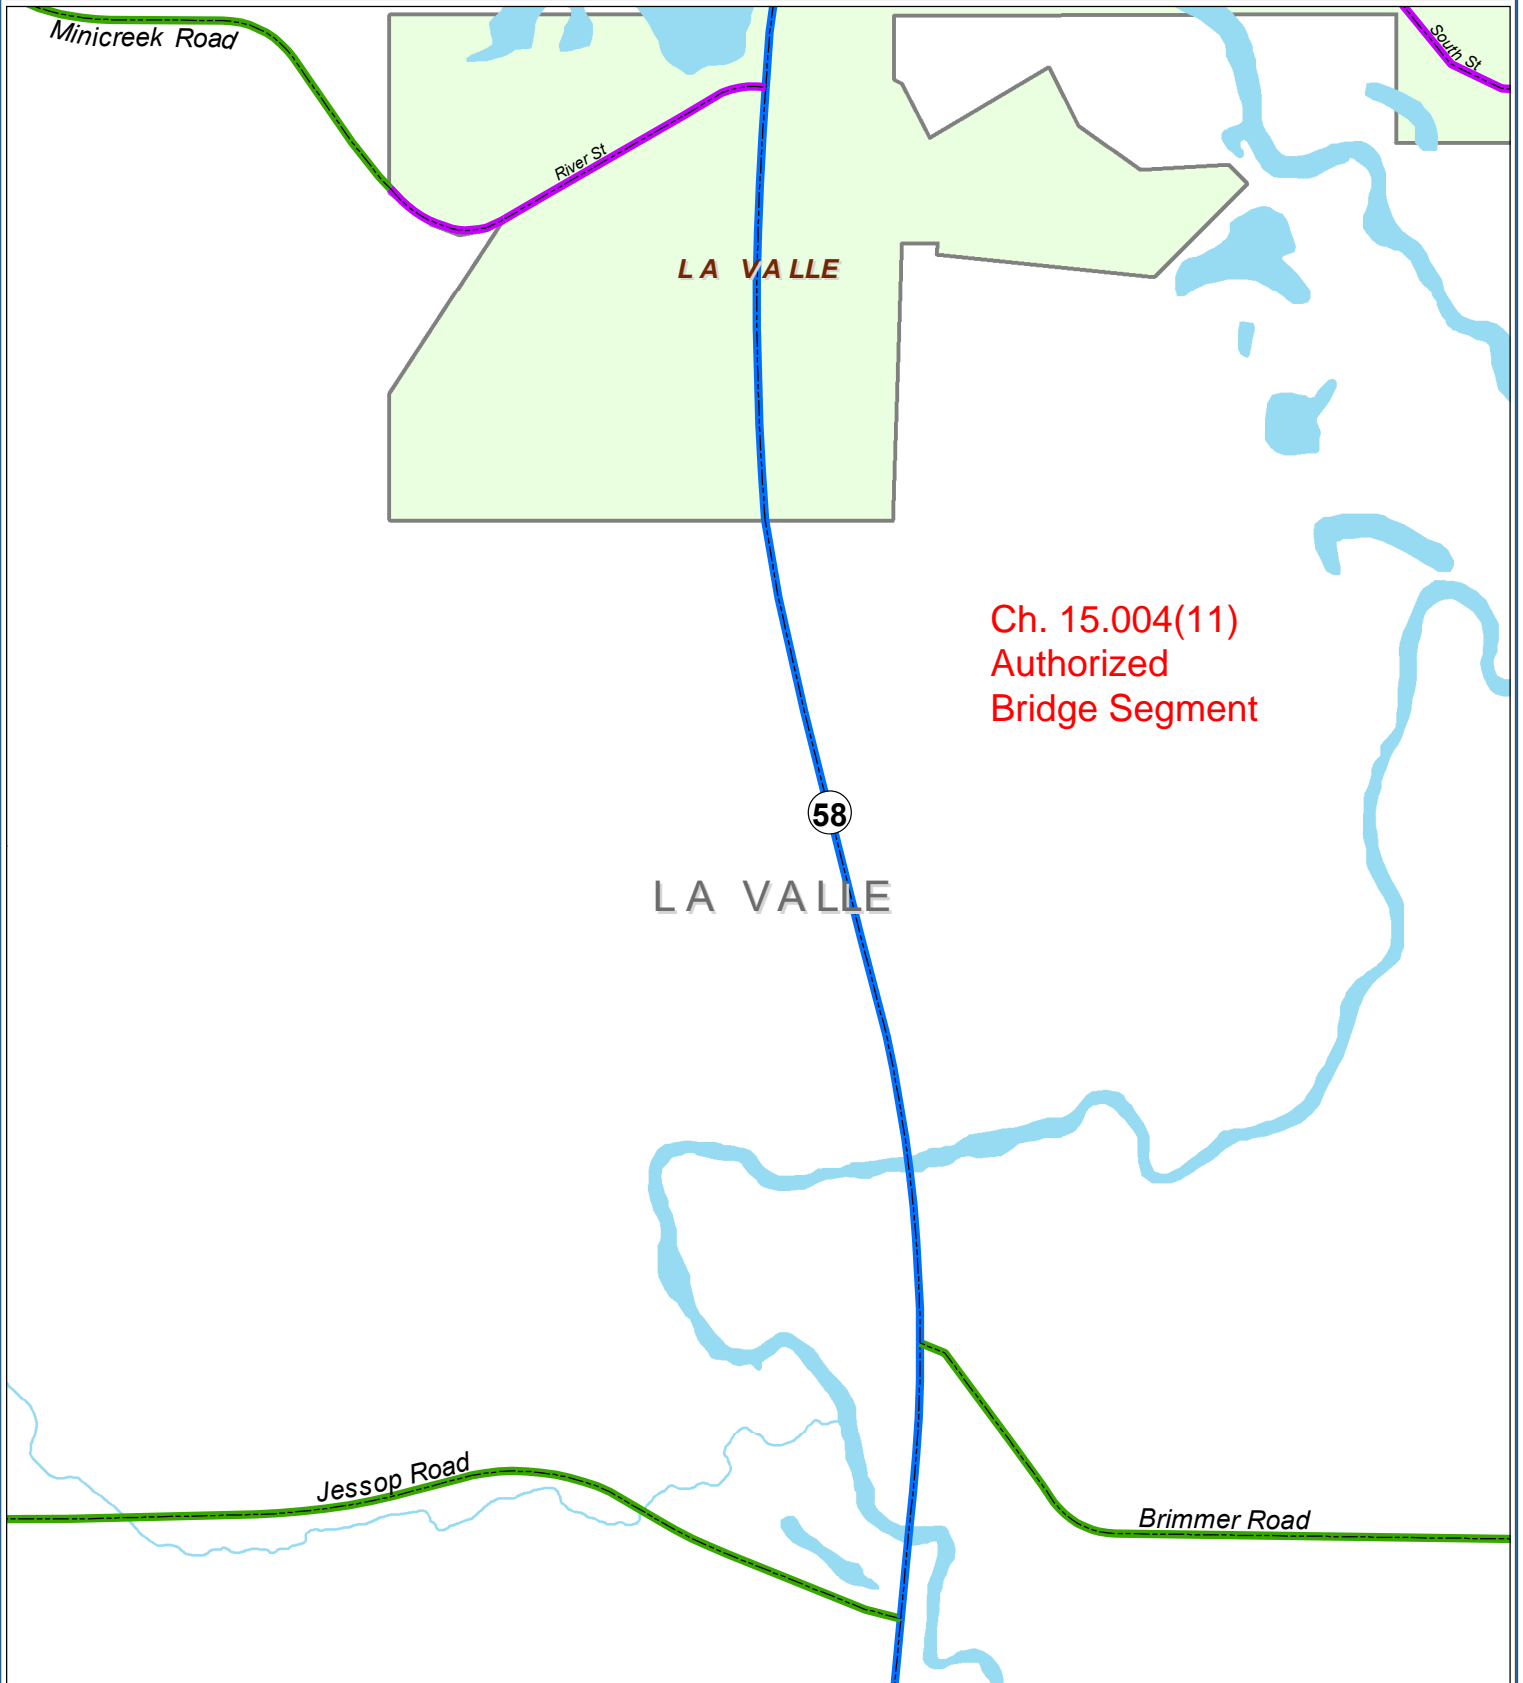 Minicreek Road
South St
River St
LA VALLE
Ch. 15.004(11)
Authorized
Bridge Segment
58
LA VALLE
Jessop Road
Brimmer Road